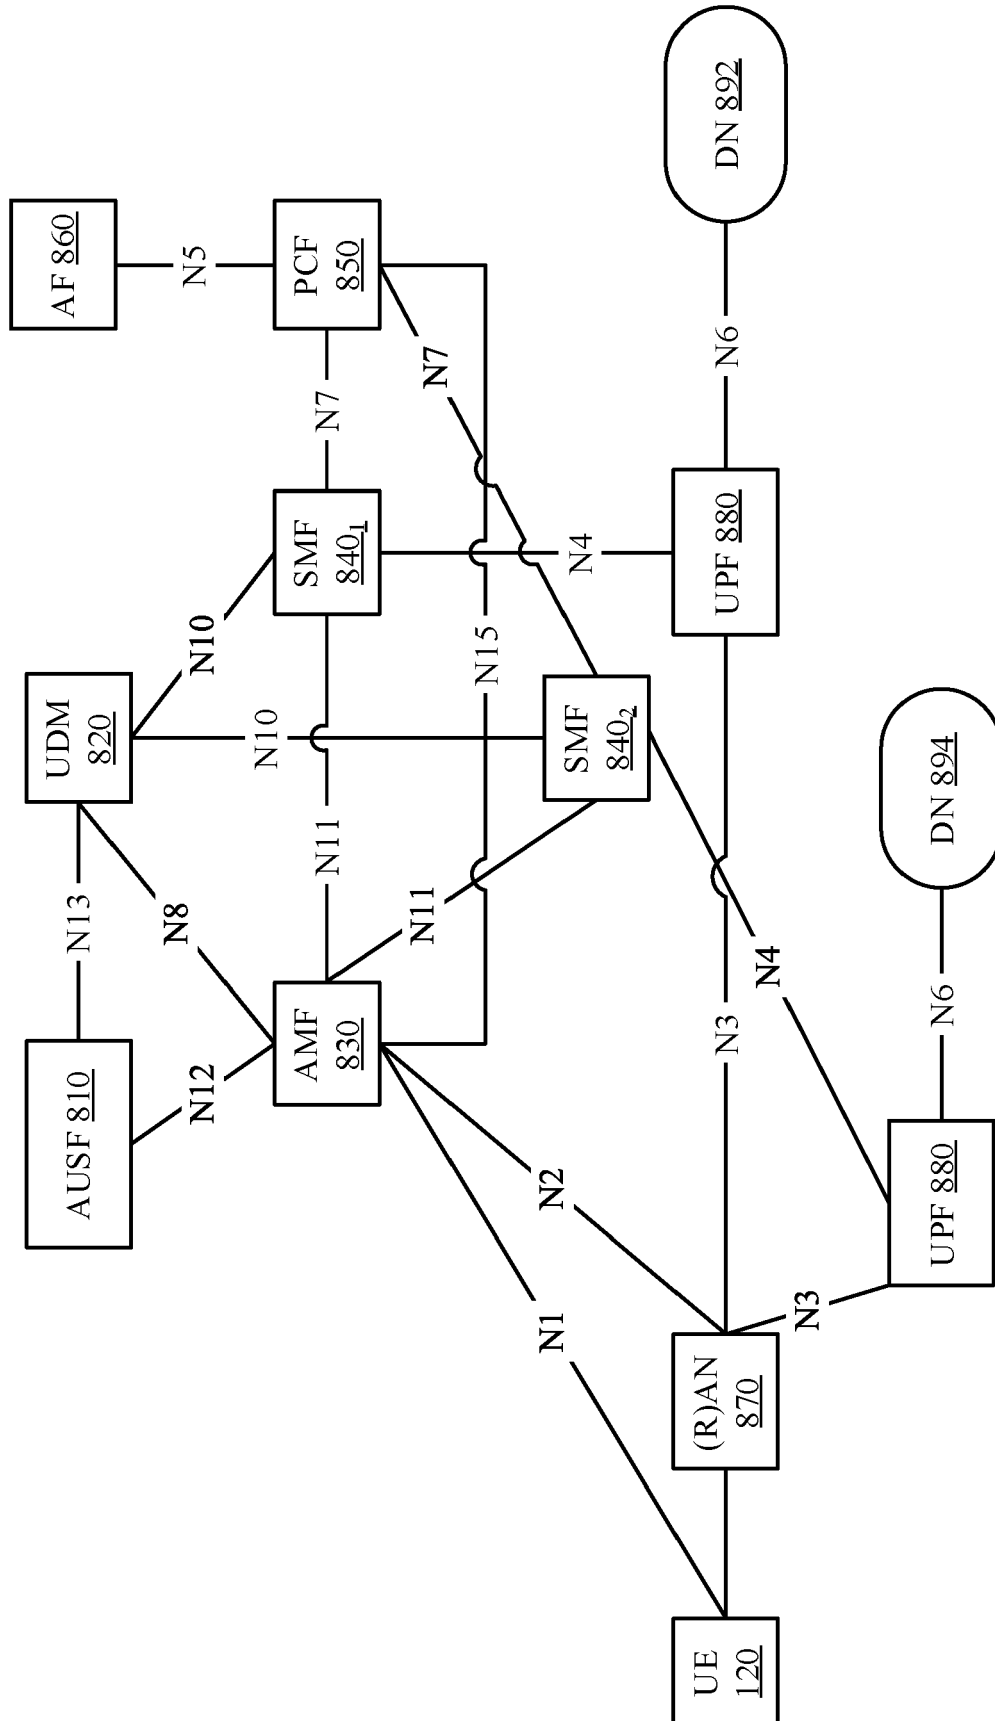 AUSF 810
UDM
820
AF 860
N13
N12
N8
N10
N5
AMF
830
N11
SMF
840₁
N7
PCF
850
N11
N10
N15
N7
SMF
840₂
N4
N1
N2
UE
120
(R)AN
870
N3
UPF 880
N6
DN 892
N3
N4
UPF 880
N6
DN 894